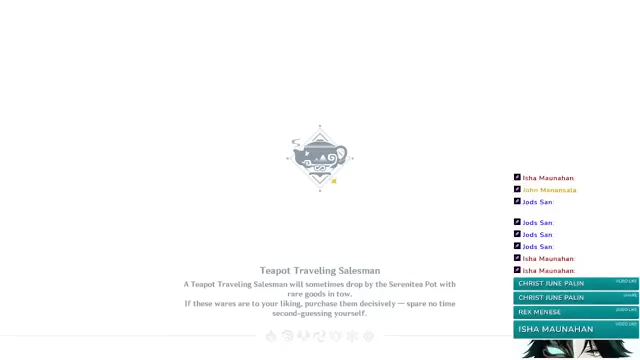 Isha Maunahan:
John Manansala
Jods San:
Jods San:
Jods San
Jods San:
Isha Maunahan:
Isha Maunahan:
Teapot Traveling Salesman
A Teapot Traveling Salesman will sometimes drop by the Serenitea Pot with
rare goods in tow.
If these wares are to your liking, purchase them decisively — spare no time
second-guessing yourself.
CHRIST JUNE PALIN
CHRIST JUNE PALIN
REX MENESE
ISHA MAUNAHAN